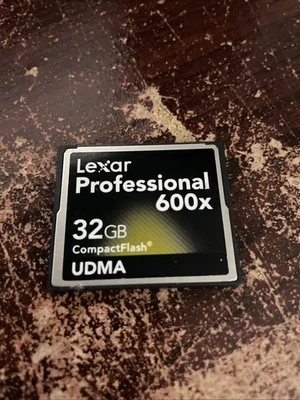 Lexar
Professional
600x
32GB
CompactFlash®
UDMA